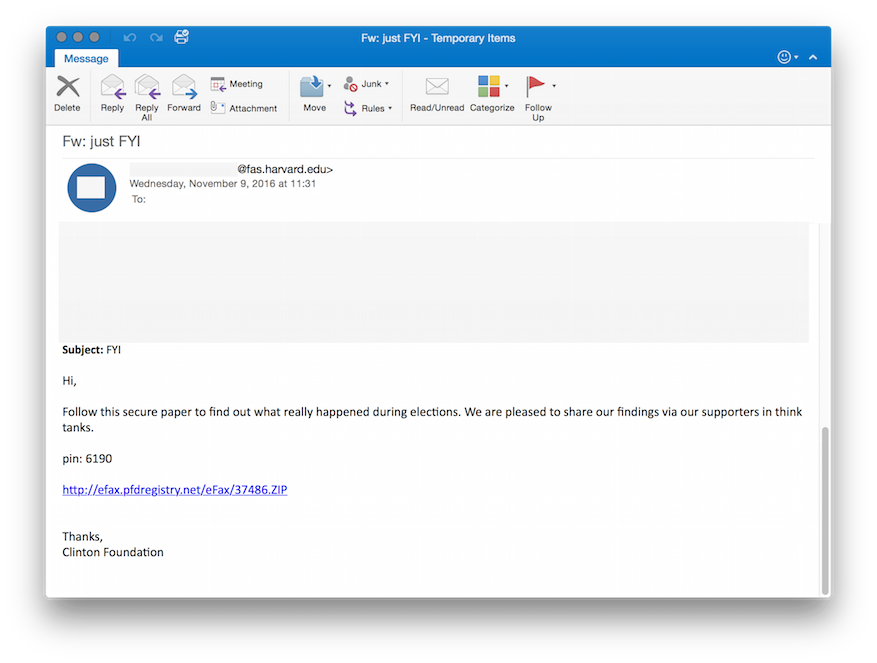 Fw: just FYI - Temporary Items
Message
Delete
Reply
Reply All
Forward
Meeting
Attachment
Move
Junk
Rules
Read/Unread
Categorize
Follow Up
Fw: just FYI
@fas.harvard.edu>
Wednesday, November 9, 2016 at 11:31
To:
Subject: FYI
Hi,
Follow this secure paper to find out what really happened during elections. We are pleased to share our findings via our supporters in think
tanks.
pin: 6190
http://efax.pfdregistry.net/eFax/37486.ZIP
Thanks,
Clinton Foundation